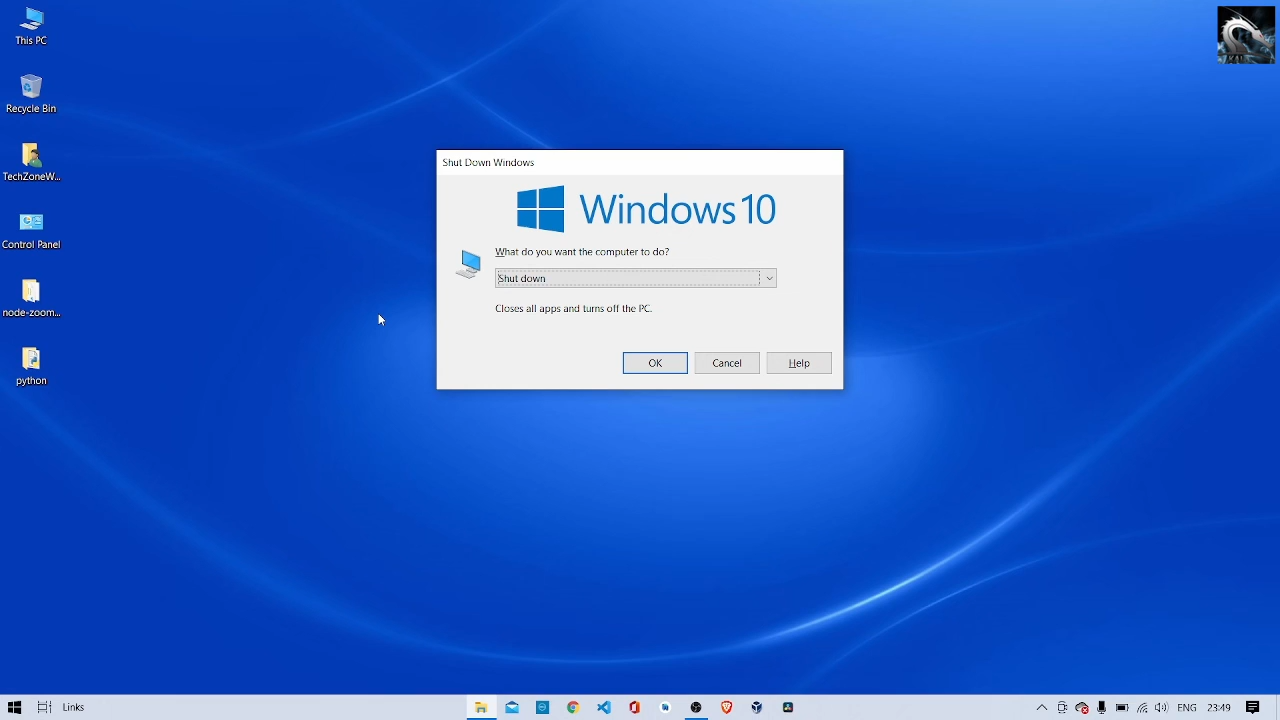 This PC
Recycle Bin
TechZoneW...
Control Panel
node-zoom...
python
Shut Down Windows
Windows 10
What do you want the computer to do?
Shut down
Closes all apps and turns off the PC.
OK
Cancel
Help
Links
ENG
23:49